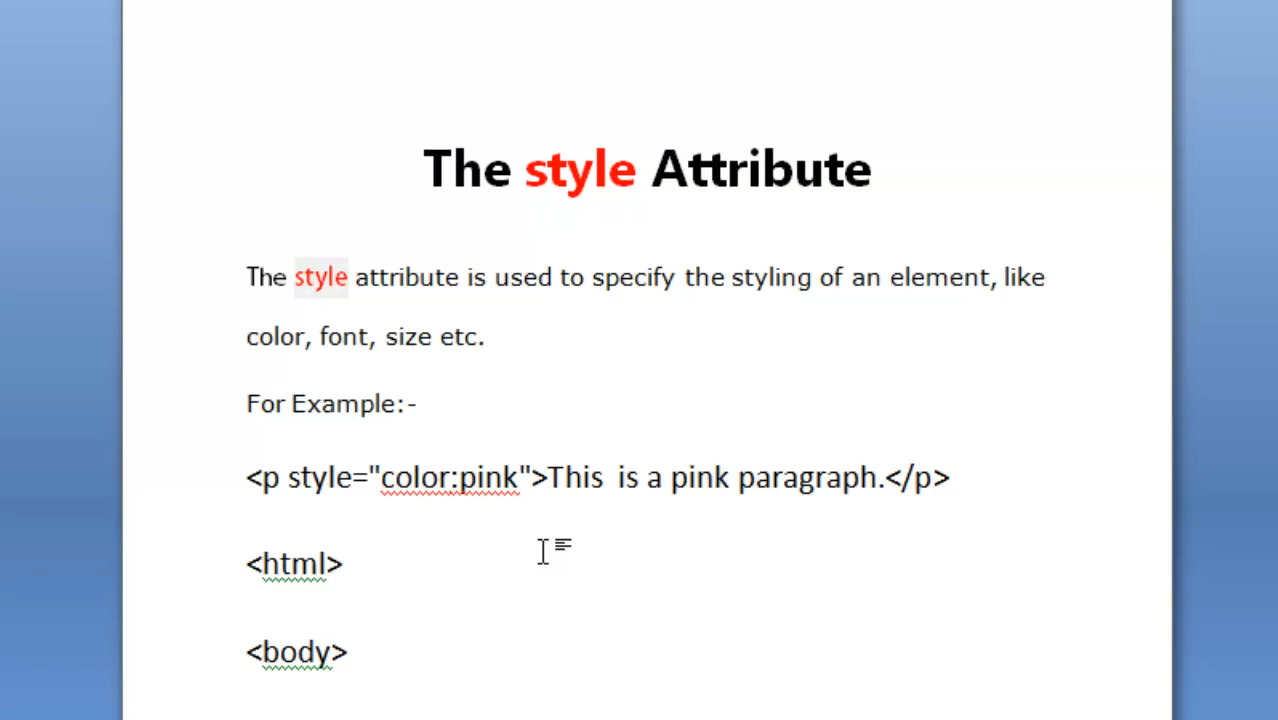 The style Attribute
The style attribute is used to specify the styling of an element, like
color, font, size etc.
For Example:-
<p style="color:pink">This  is a pink paragraph.</p>
<html>
<body>